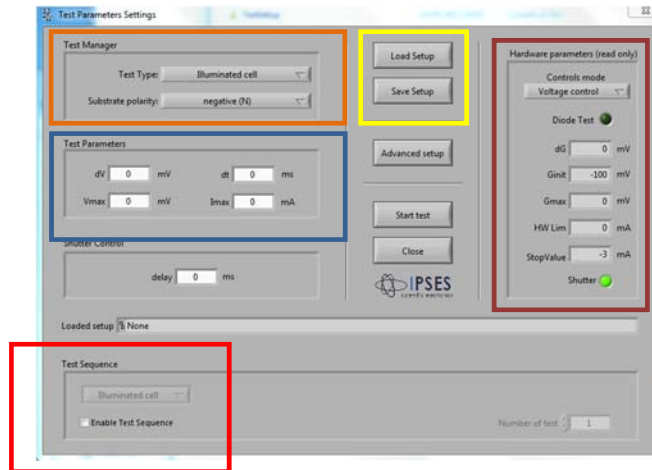 Test Parameters Settings
Test Manager
Test Type: Illuminated cell
Substrate polarity: negative (N)
Load Setup
Save Setup
Hardware parameters (read only)
Controls mode
Voltage control
Diode Test
dG 0 mV
Ginit -100 mV
Gmax 0 mV
HW Lim 0 mA
StopValue -3 mA
Shutter
Test Parameters
dV 0 mV dt 0 ms
Vmax 0 mV Imax 0 mA
Advanced setup
Start test
Close
IPSES
Shutter Control
delay 0 ms
Loaded setup None
Test Sequence
Illuminated cell
Enable Test Sequence
Number of test 1